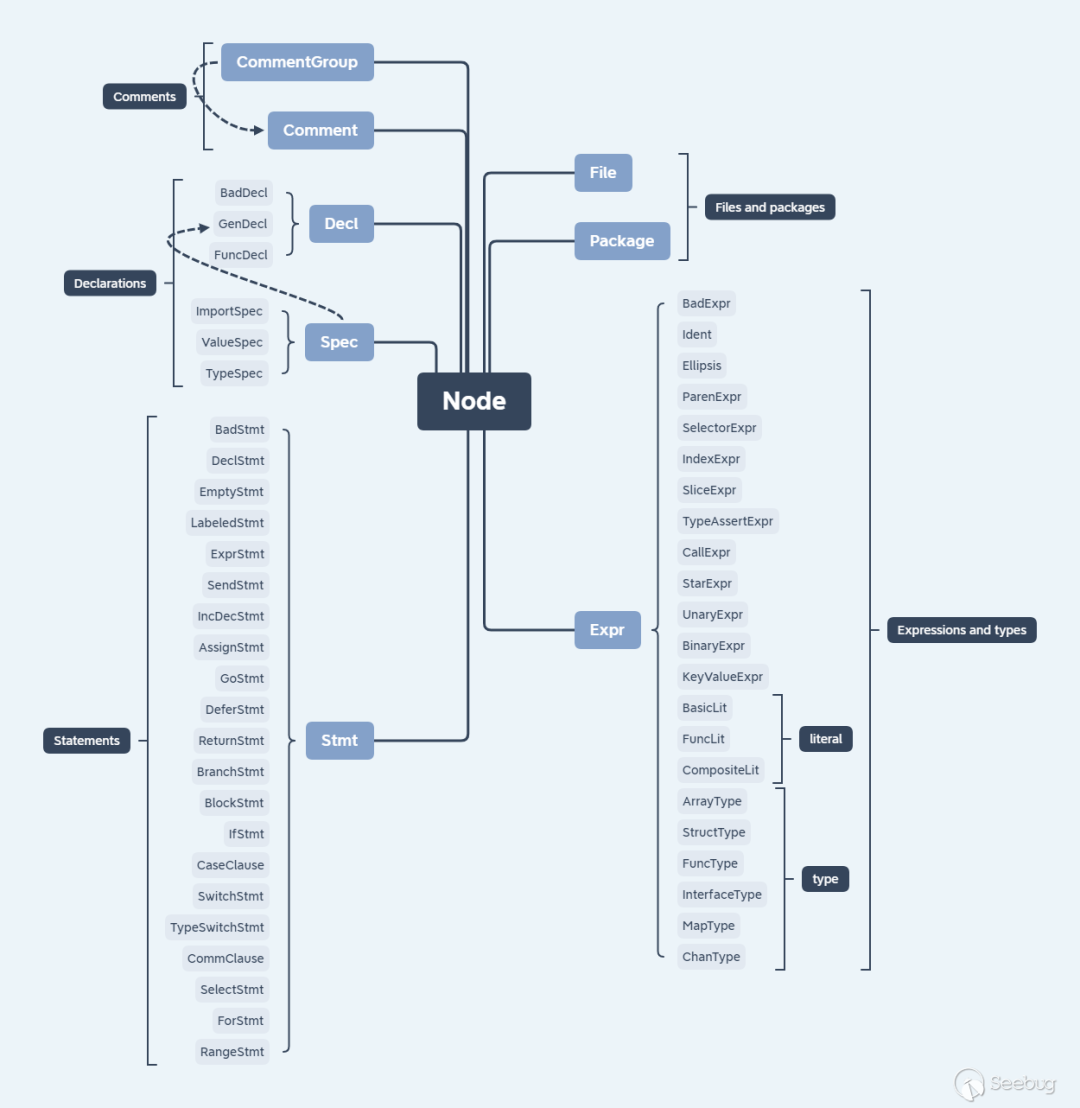 CommentGroup
Comments
Comment
BadDecl
GenDecl
FuncDecl
Decl
Declarations
ImportSpec
ValueSpec
TypeSpec
Spec
Node
File
Package
Files and packages
BadStmt
DeclStmt
EmptyStmt
LabeledStmt
ExprStmt
SendStmt
IncDecStmt
AssignStmt
GoStmt
DeferStmt
ReturnStmt
BranchStmt
BlockStmt
IfStmt
CaseClause
SwitchStmt
TypeSwitchStmt
CommClause
SelectStmt
ForStmt
RangeStmt
Statements
Stmt
Expr
BadExpr
Ident
Ellipsis
ParenExpr
SelectorExpr
IndexExpr
SliceExpr
TypeAssertExpr
CallExpr
StarExpr
UnaryExpr
BinaryExpr
KeyValueExpr
BasicLit
FuncLit
CompositeLit
ArrayType
StructType
FuncType
InterfaceType
MapType
ChanType
literal
type
Expressions and types
Seebug